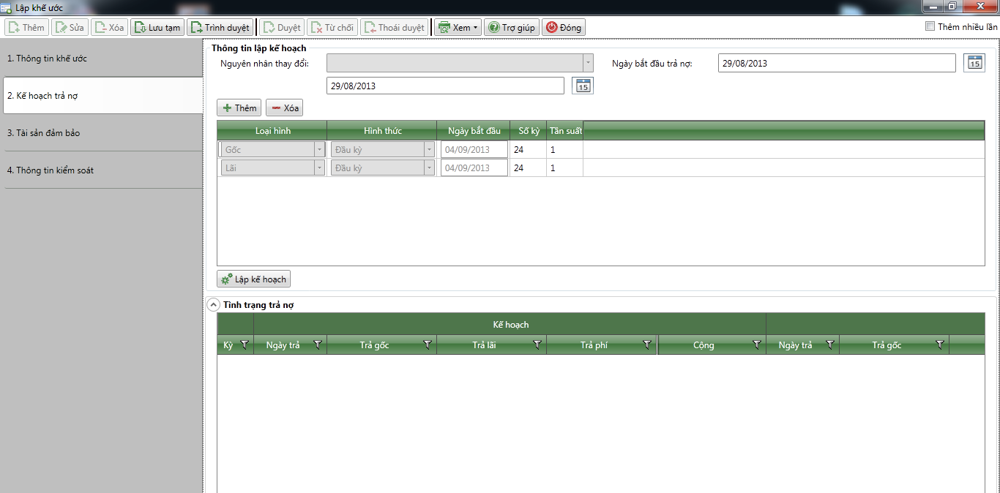 Lập khế ước
Thêm Sửa Xóa Lưu tạm Trình duyệt Duyệt Từ chối Thoái duyệt Xem Trợ giúp Đóng Thêm nhiều lần
1. Thông tin khế ước
2. Kế hoạch trả nợ
3. Tài sản đảm bảo
4. Thông tin kiểm soát
Thông tin lập kế hoạch
Nguyên nhân thay đổi: Ngày bắt đầu trả nợ: 29/08/2013 15
29/08/2013 15
Thêm Xóa
Loại hình Hình thức Ngày bắt đầu Số kỳ Tần suất
Gốc Đầu kỳ 04/09/2013 24 1
Lãi Đầu kỳ 04/09/2013 24 1
Lập kế hoạch
Tình trạng trả nợ
Kế hoạch
Kỳ Ngày trả Trả gốc Trả lãi Trả phí Cộng Ngày trả Trả gốc